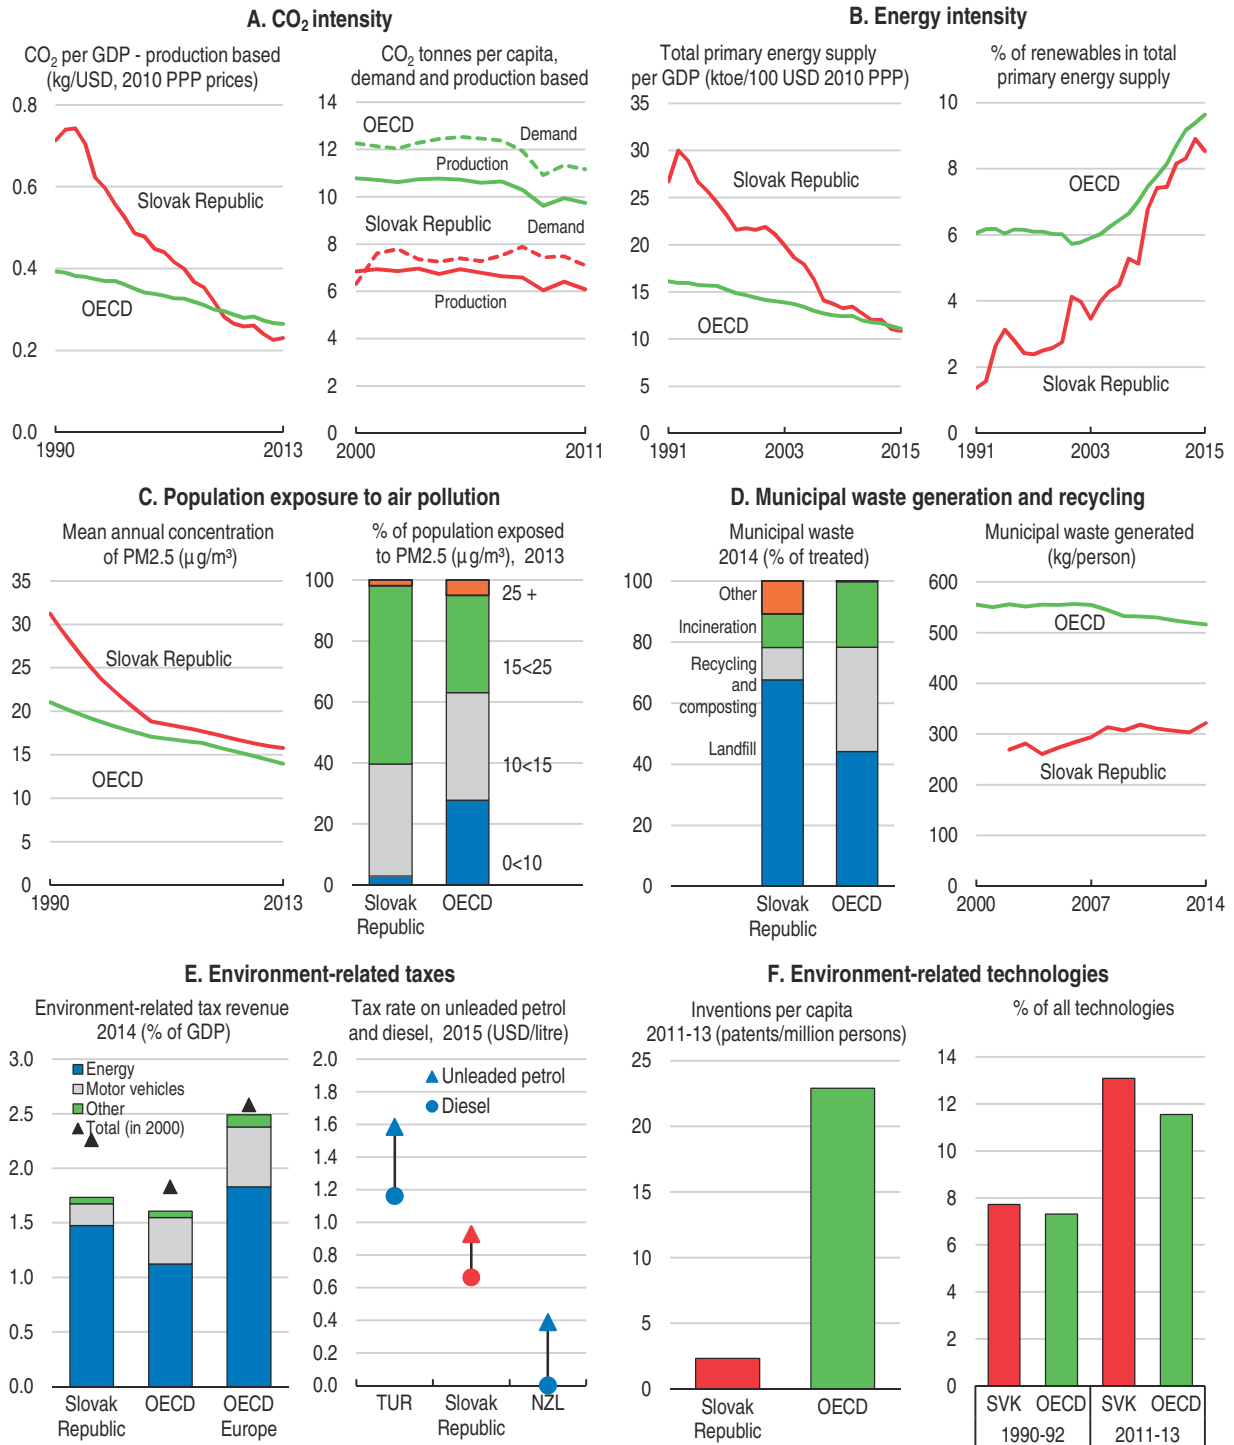 A. CO₂ intensity
CO₂ per GDP - production based
(kg/USD, 2010 PPP prices)
0.8
0.6
0.4
0.2
0.0
Slovak Republic
OECD
1990
2013
CO₂ tonnes per capita,
demand and production based
14
12
10
8
6
4
2
0
OECD
Demand
Production
Slovak Republic
Demand
Production
2000
2011
B. Energy intensity
Total primary energy supply
per GDP (ktoe/100 USD 2010 PPP)
35
30
25
20
15
10
5
0
Slovak Republic
OECD
1991
2003
2015
% of renewables in total
primary energy supply
10
8
6
4
2
0
OECD
Slovak Republic
1991
2003
2015
C. Population exposure to air pollution
Mean annual concentration
of PM2.5 (µg/m³)
35
30
25
20
15
10
5
0
Slovak Republic
OECD
1990
2013
% of population exposed
to PM2.5 (µg/m³), 2013
100
80
60
40
20
0
25 +
15<25
10<15
0<10
Slovak
Republic
OECD
D. Municipal waste generation and recycling
Municipal waste
2014 (% of treated)
100
80
60
40
20
0
Other
Incineration
Recycling
and
composting
Landfill
Slovak
Republic
OECD
Municipal waste generated
(kg/person)
600
500
400
300
200
100
0
OECD
Slovak Republic
2000
2007
2014
E. Environment-related taxes
Environment-related tax revenue
2014 (% of GDP)
3.0
2.5
2.0
1.5
1.0
0.5
0.0
Energy
Motor vehicles
Other
Total (in 2000)
Slovak
Republic
OECD
OECD
Europe
Tax rate on unleaded petrol
and diesel, 2015 (USD/litre)
2.0
1.8
1.6
1.4
1.2
1.0
0.8
0.6
0.4
0.2
0.0
Unleaded petrol
Diesel
TUR
Slovak
Republic
NZL
F. Environment-related technologies
Inventions per capita
2011-13 (patents/million persons)
25
20
15
10
5
0
Slovak
Republic
OECD
% of all technologies
14
12
10
8
6
4
2
0
SVK OECD SVK OECD
1990-92 2011-13